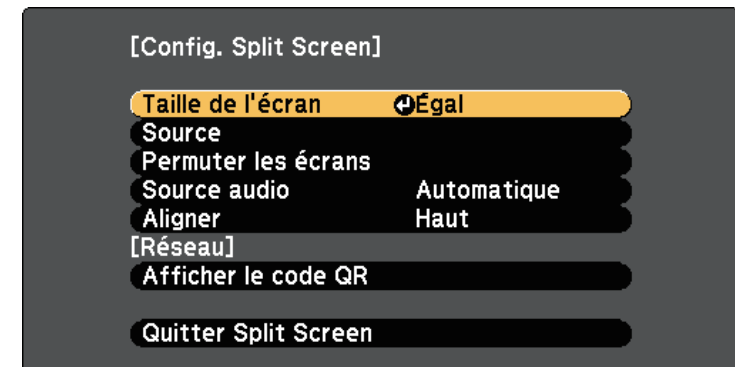 [Config. Split Screen]
Taille de l'écran Égal
Source
Permuter les écrans
Source audio Automatique
Aligner Haut
[Réseau]
Afficher le code QR
Quitter Split Screen